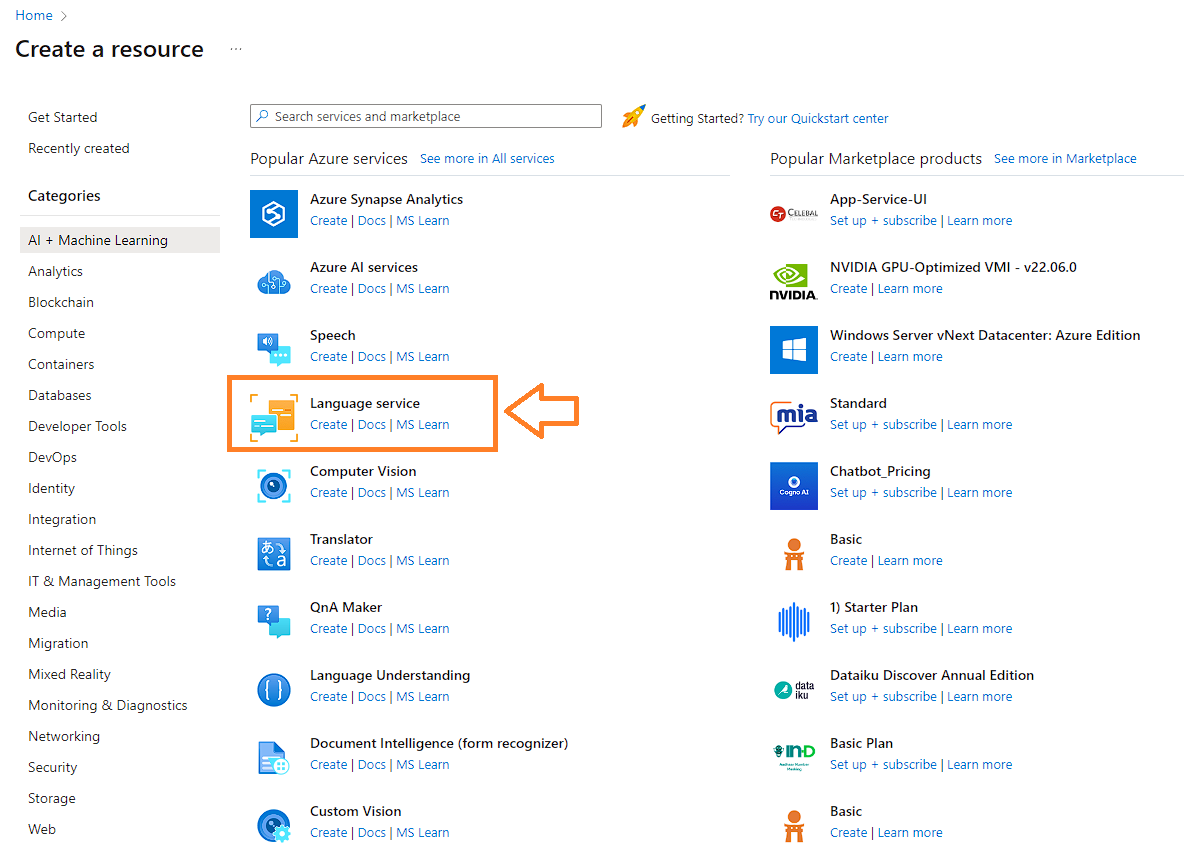 Home
Create a resource
...
Get Started
Recently created
Categories
AI + Machine Learning
Analytics
Blockchain
Compute
Containers
Databases
Developer Tools
DevOps
Identity
Integration
Internet of Things
IT & Management Tools
Media
Migration
Mixed Reality
Monitoring & Diagnostics
Networking
Security
Storage
Web
Search services and marketplace
Getting Started? Try our Quickstart center
Popular Azure services See more in All services
Azure Synapse Analytics
Create | Docs | MS Learn
Azure AI services
Create | Docs | MS Learn
Speech
Create | Docs | MS Learn
Language service
Create | Docs | MS Learn
Computer Vision
Create | Docs | MS Learn
Translator
Create | Docs | MS Learn
QnA Maker
Create | Docs | MS Learn
Language Understanding
Create | Docs | MS Learn
Document Intelligence (form recognizer)
Create | Docs | MS Learn
Custom Vision
Create | Docs | MS Learn
Popular Marketplace products See more in Marketplace
CT CELEBAL
App-Service-UI
Set up + subscribe | Learn more
NVIDIA
NVIDIA GPU-Optimized VMI - v22.06.0
Create | Learn more
Windows Server vNext Datacenter: Azure Edition
Create | Learn more
mia
Standard
Set up + subscribe | Learn more
Cogno AI
Chatbot_Pricing
Set up + subscribe | Learn more
Basic
Create | Learn more
1) Starter Plan
Set up + subscribe | Learn more
data
iku
Dataiku Discover Annual Edition
Set up + subscribe | Learn more
IN-D
Basic Plan
Set up + subscribe | Learn more
Basic
Create | Learn more